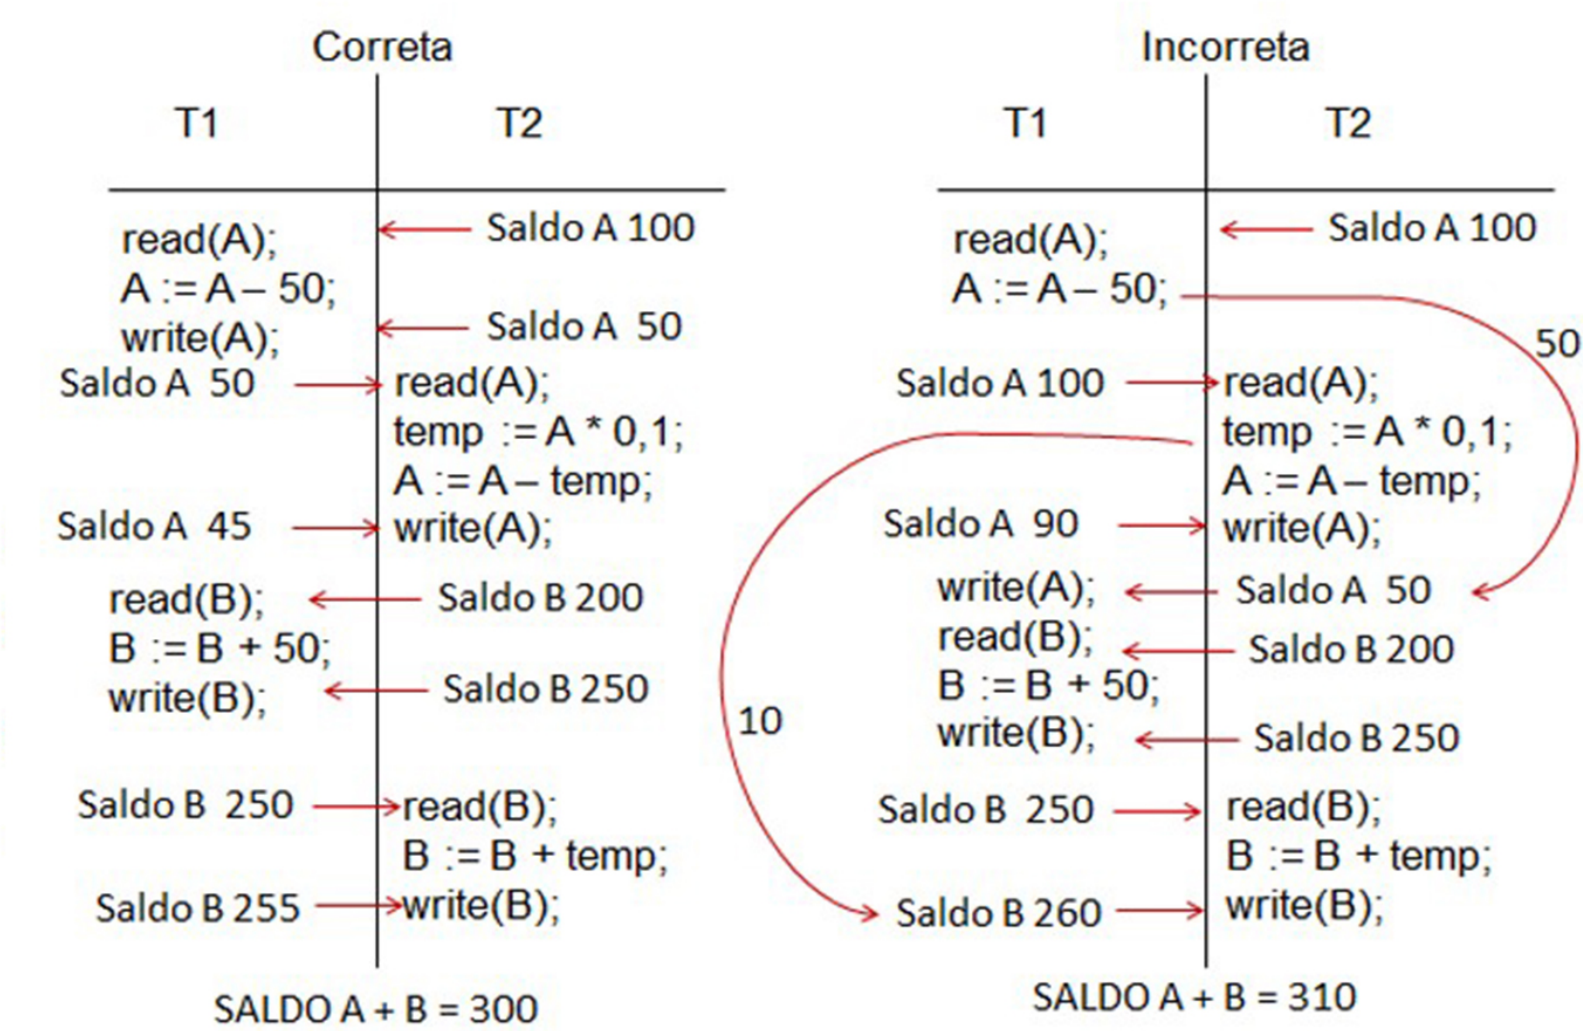 Correta
T1 T2
read(A); Saldo A 100
A := A – 50;
write(A); Saldo A 50
Saldo A 50 read(A);
temp := A * 0,1;
A := A – temp;
Saldo A 45 write(A);
read(B); Saldo B 200
B := B + 50;
write(B); Saldo B 250
Saldo B 250 read(B);
B := B + temp;
Saldo B 255 write(B);
SALDO A + B = 300
Incorreta
T1 T2
read(A); Saldo A 100
A := A – 50;
50
Saldo A 100 read(A);
temp := A * 0,1;
A := A – temp;
Saldo A 90 write(A);
write(A); Saldo A 50
read(B); Saldo B 200
B := B + 50;
10
write(B); Saldo B 250
Saldo B 250 read(B);
B := B + temp;
Saldo B 260 write(B);
SALDO A + B = 310